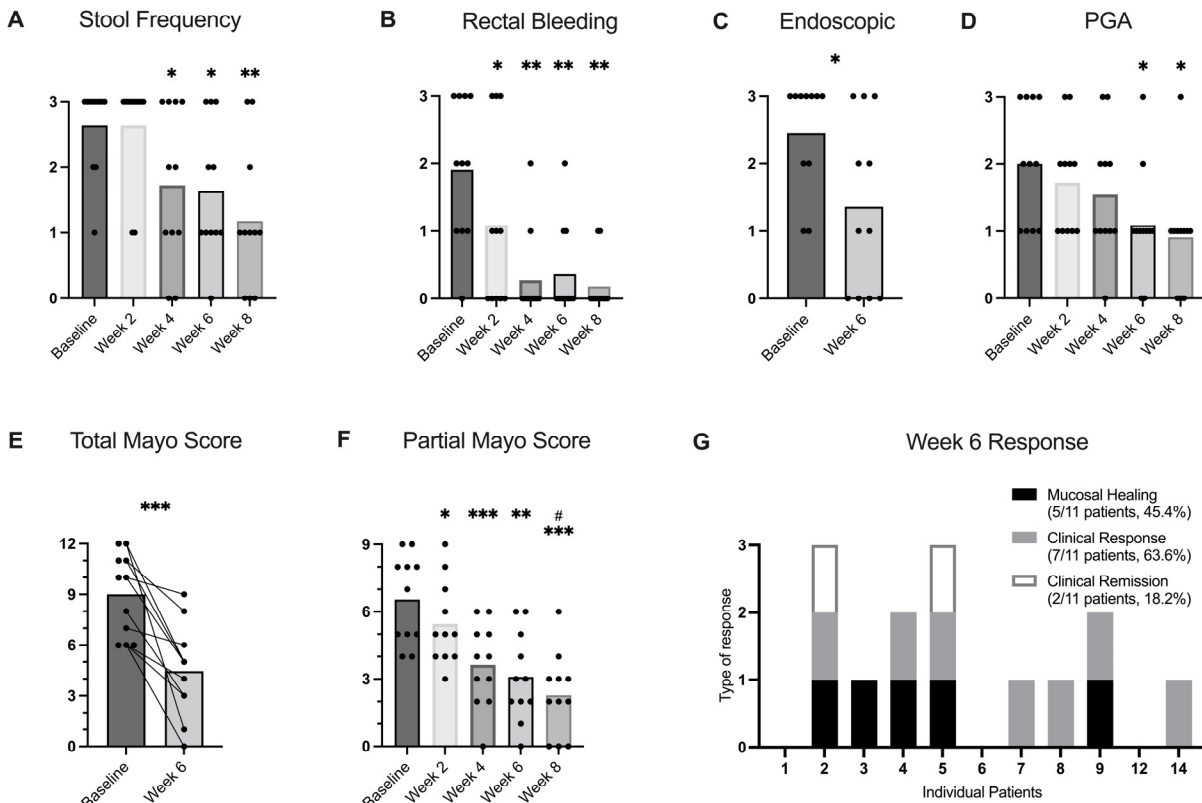 A Stool Frequency
* * **
3
2
1
0
Baseline
Week 2
Week 4
Week 6
Week 8
B Rectal Bleeding
* ** ** **
3
2
1
0
Baseline
Week 2
Week 4
Week 6
Week 8
C Endoscopic
*
3
2
1
0
Baseline
Week 6
D PGA
* *
3
2
1
0
Baseline
Week 2
Week 4
Week 6
Week 8
E Total Mayo Score
***
12
9
6
3
0
Baseline
Week 6
F Partial Mayo Score
#
* *** ** ***
9
6
3
0
Baseline
Week 2
Week 4
Week 6
Week 8
G Week 6 Response
Mucosal Healing
(5/11 patients, 45.4%)
Clinical Response
(7/11 patients, 63.6%)
Clinical Remission
(2/11 patients, 18.2%)
Type of response
3
2
1
0
1 2 3 4 5 6 7 8 9 12 14
Individual Patients